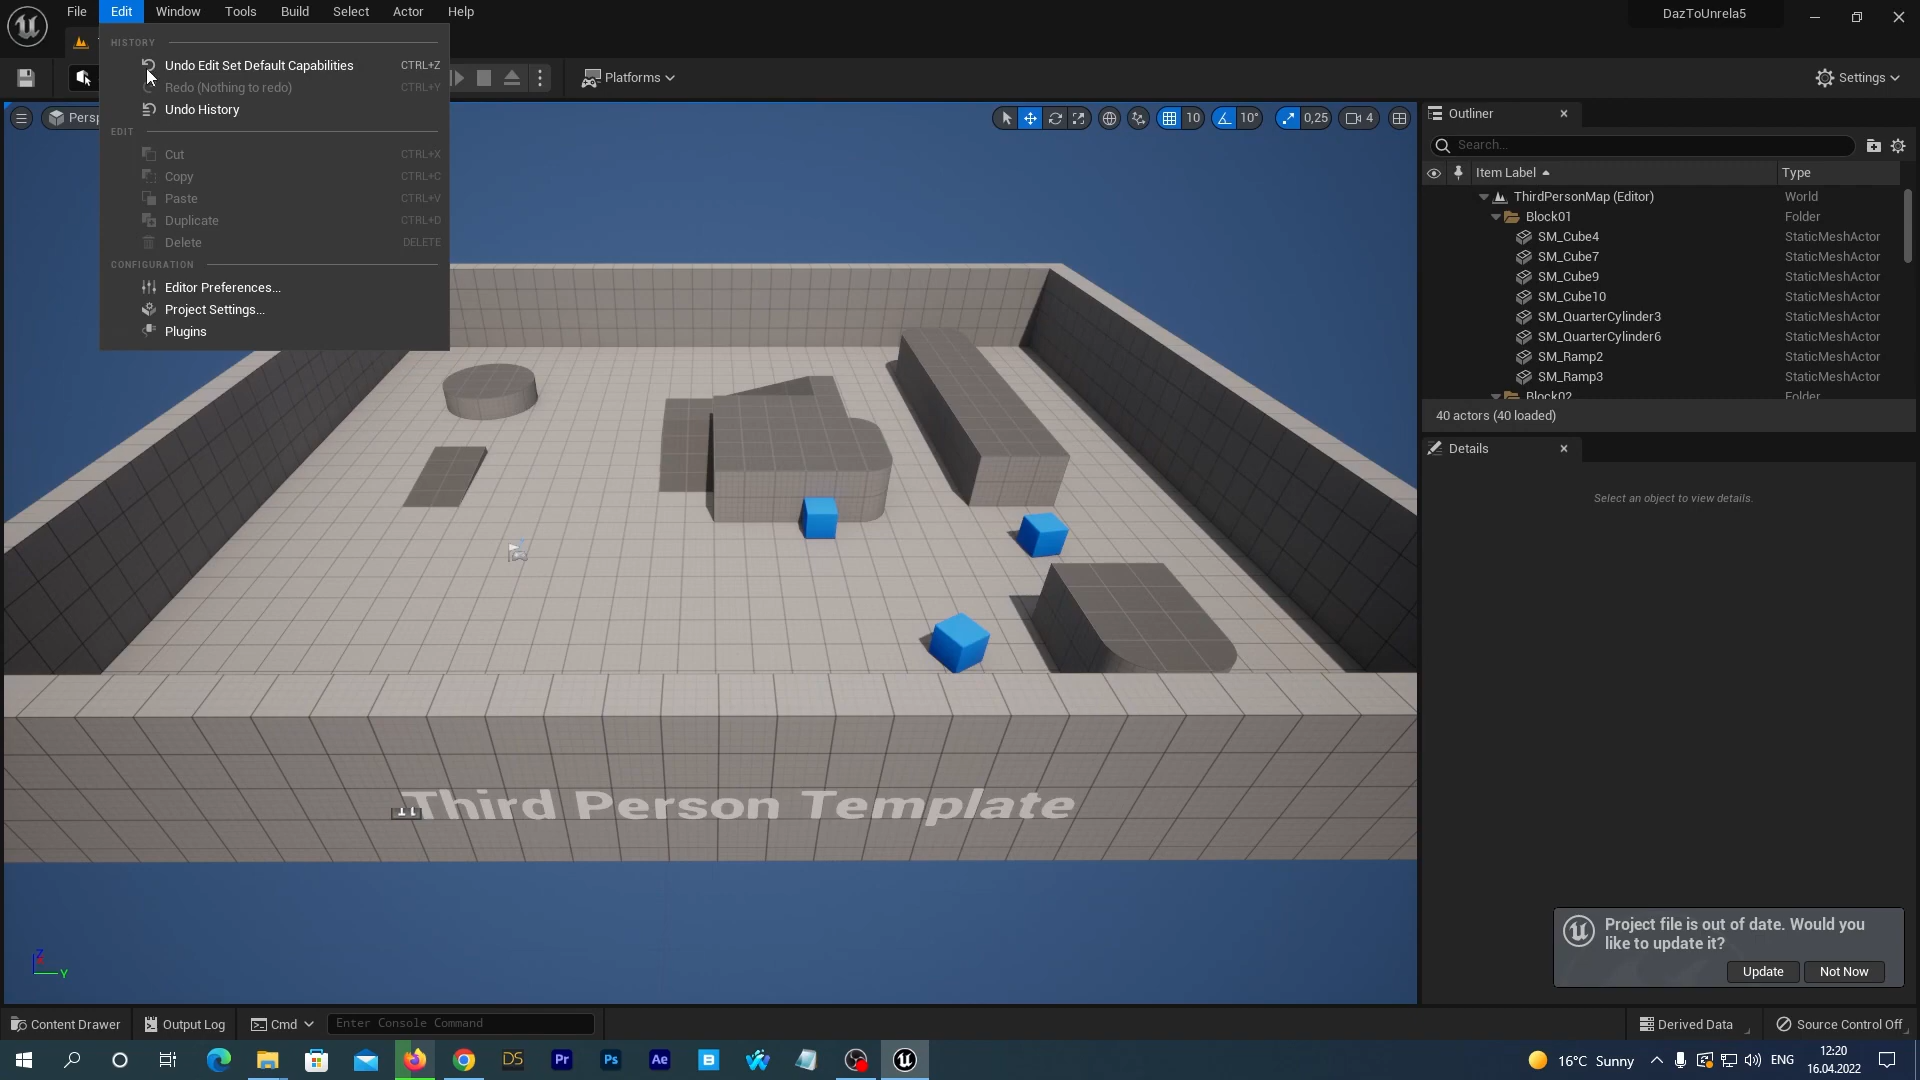 File Edit Window Tools Build Select Actor Help
DazToUnrela5
HISTORY
Undo Edit Set Default Capabilities CTRL+Z
Redo (Nothing to redo) CTRL+Y
Undo History
EDIT
Cut CTRL+X
Copy CTRL+C
Paste CTRL+V
Duplicate CTRL+D
Delete DELETE
CONFIGURATION
Editor Preferences...
Project Settings...
Plugins
Platforms
Settings
10 10° 0,25 4
Outliner
Search...
Item Label Type
ThirdPersonMap (Editor) World
Block01 Folder
SM_Cube4 StaticMeshActor
SM_Cube7 StaticMeshActor
SM_Cube9 StaticMeshActor
SM_Cube10 StaticMeshActor
SM_QuarterCylinder3 StaticMeshActor
SM_QuarterCylinder6 StaticMeshActor
SM_Ramp2 StaticMeshActor
SM_Ramp3 StaticMeshActor
Block02 Folder
40 actors (40 loaded)
Details
Select an object to view details.
Third Person Template
Z
Y
Project file is out of date. Would you
like to update it?
Update Not Now
Content Drawer Output Log Cmd Enter Console Command Derived Data Source Control Off
DS Pr Ps Ae 16°C Sunny ENG 12:20
16.04.2022